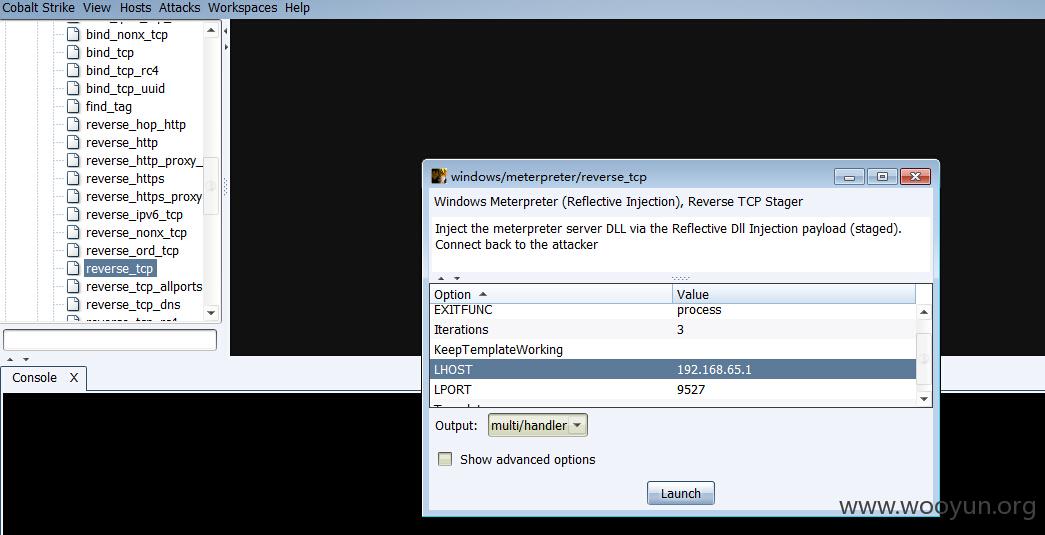 Cobalt Strike View Hosts Attacks Workspaces Help
bind_nonx_tcp
bind_tcp
bind_tcp_rc4
bind_tcp_uuid
find_tag
reverse_hop_http
reverse_http
reverse_http_proxy_
reverse_https
reverse_https_proxy
reverse_ipv6_tcp
reverse_nonx_tcp
reverse_ord_tcp
reverse_tcp
reverse_tcp_allports
reverse_tcp_dns
Console X
windows/meterpreter/reverse_tcp
Windows Meterpreter (Reflective Injection), Reverse TCP Stager
Inject the meterpreter server DLL via the Reflective Dll Injection payload (staged).
Connect back to the attacker
Option Value
EXITFUNC process
Iterations 3
KeepTemplateWorking
LHOST 192.168.65.1
LPORT 9527
Output: multi/handler
Show advanced options
Launch
www.wooyun.org